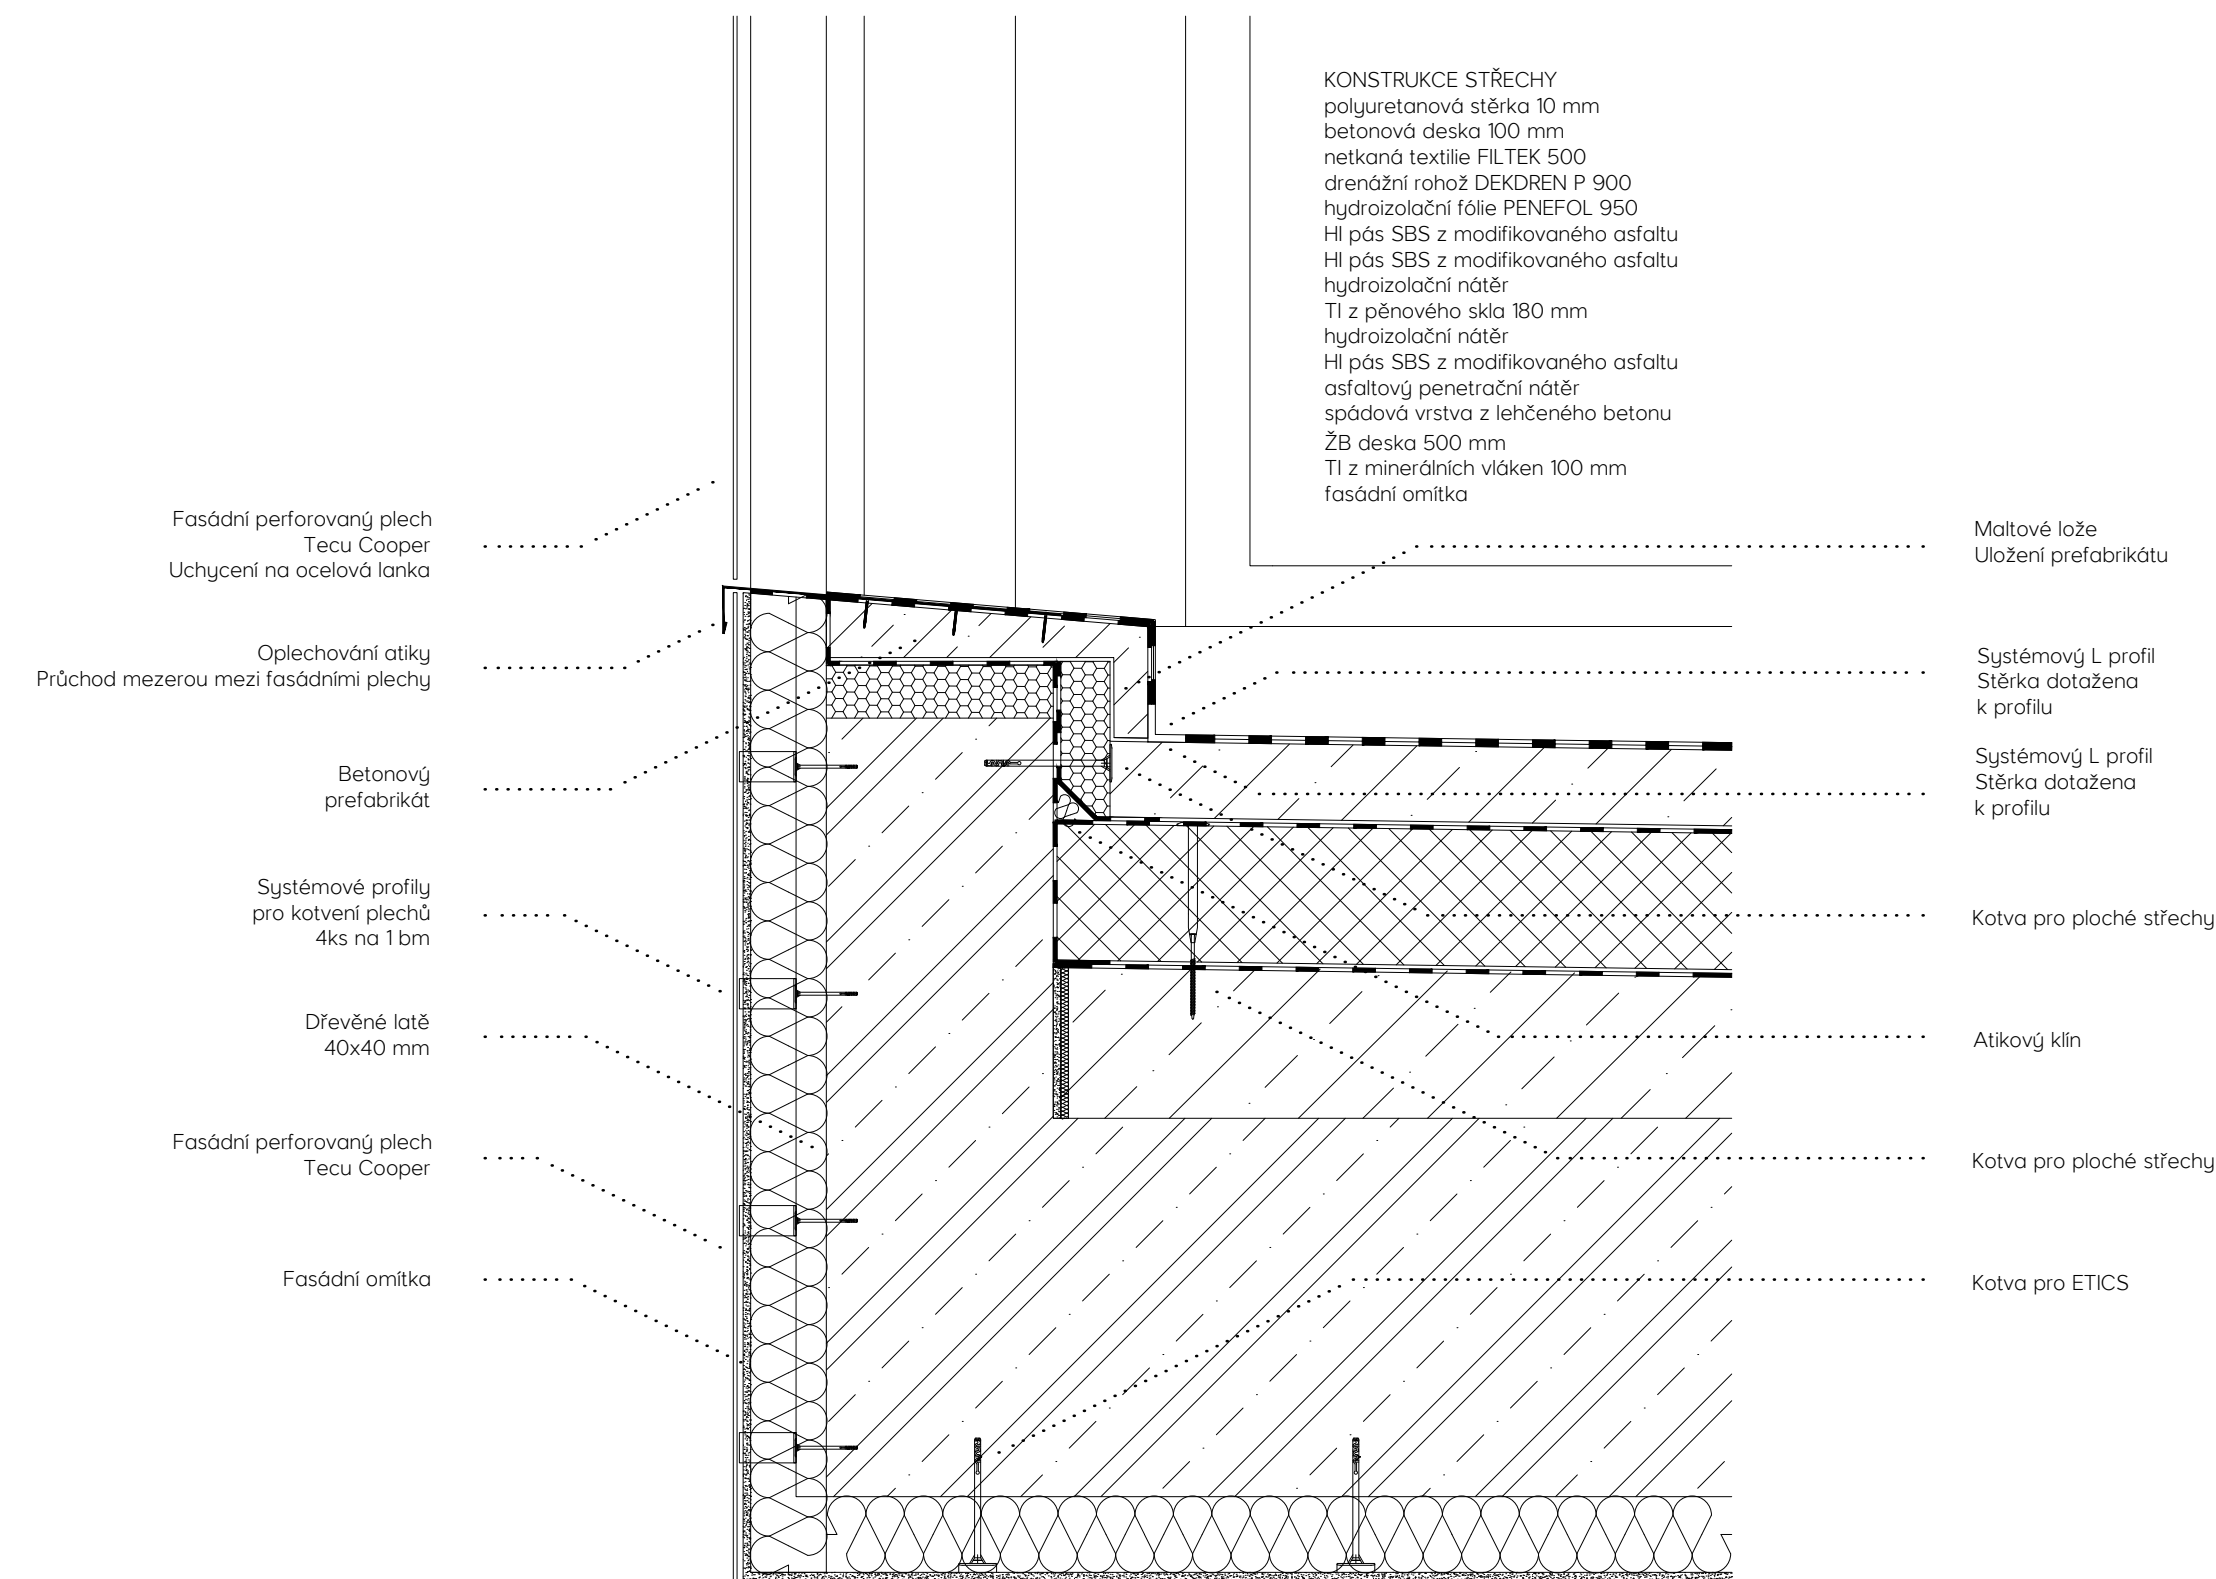 KONSTRUKCE STŘECHY
polyuretanová stěrka 10 mm
betonová deska 100 mm
netkaná textilie FILTEK 500
drenážní rohož DEKDREN P 900
hydroizolační fólie PENEFOL 950
HI pás SBS z modifikovaného asfaltu
HI pás SBS z modifikovaného asfaltu
hydroizolační nátěr
TI z pěnového skla 180 mm
hydroizolační nátěr
HI pás SBS z modifikovaného asfaltu
asfaltový penetrační nátěr
spádová vrstva z lehčeného betonu
ŽB deska 500 mm
TI z minerálních vláken 100 mm
fasádní omítka
Fasádní perforovaný plech
Tecu Cooper
Uchycení na ocelová lanka
Oplechování atiky
Průchod mezerou mezi fasádními plechy
Betonový
prefabrikát
Systémové profily
pro kotvení plechů
4ks na 1 bm
Dřevěné latě
40x40 mm
Fasádní perforovaný plech
Tecu Cooper
Fasádní omítka
Maltové lože
Uložení prefabrikátu
Systémový L profil
Stěrka dotažena
k profilu
Systémový L profil
Stěrka dotažena
k profilu
Kotva pro ploché střechy
Atikový klín
Kotva pro ploché střechy
Kotva pro ETICS